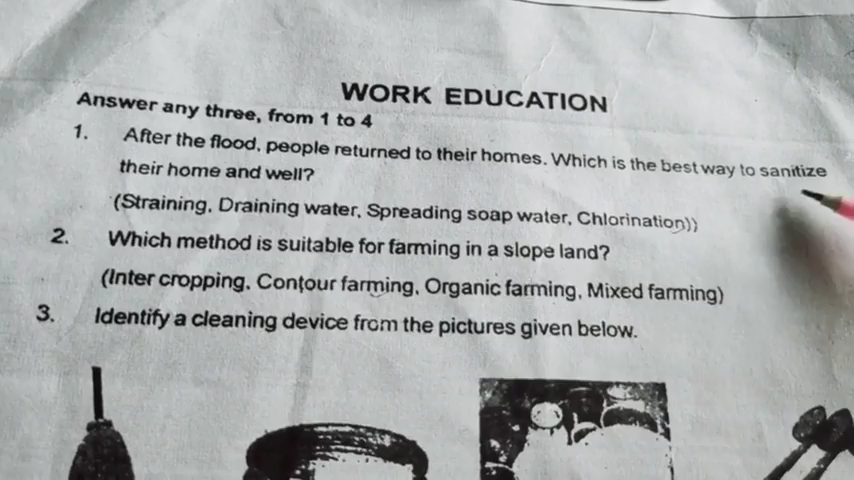 WORK EDUCATION
Answer any three, from 1 to 4
1. After the flood, people returned to their homes. Which is the best way to sanitize
their home and well?
(Straining, Draining water, Spreading soap water, Chlorination))
2. Which method is suitable for farming in a slope land?
(Inter cropping, Contour farming, Organic farming, Mixed farming)
3. Identify a cleaning device from the pictures given below.